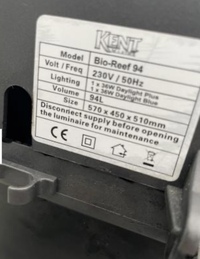 KENT
Model Bio-Reef 94
Volt / Freq 230V / 50Hz
Lighting 1 x 36W Daylight Plus
1 x 36W Daylight Blue
Volume 94L
Size 570 x 450 x 510mm
Disconnect supply before opening
the luminaire for maintenance
CE